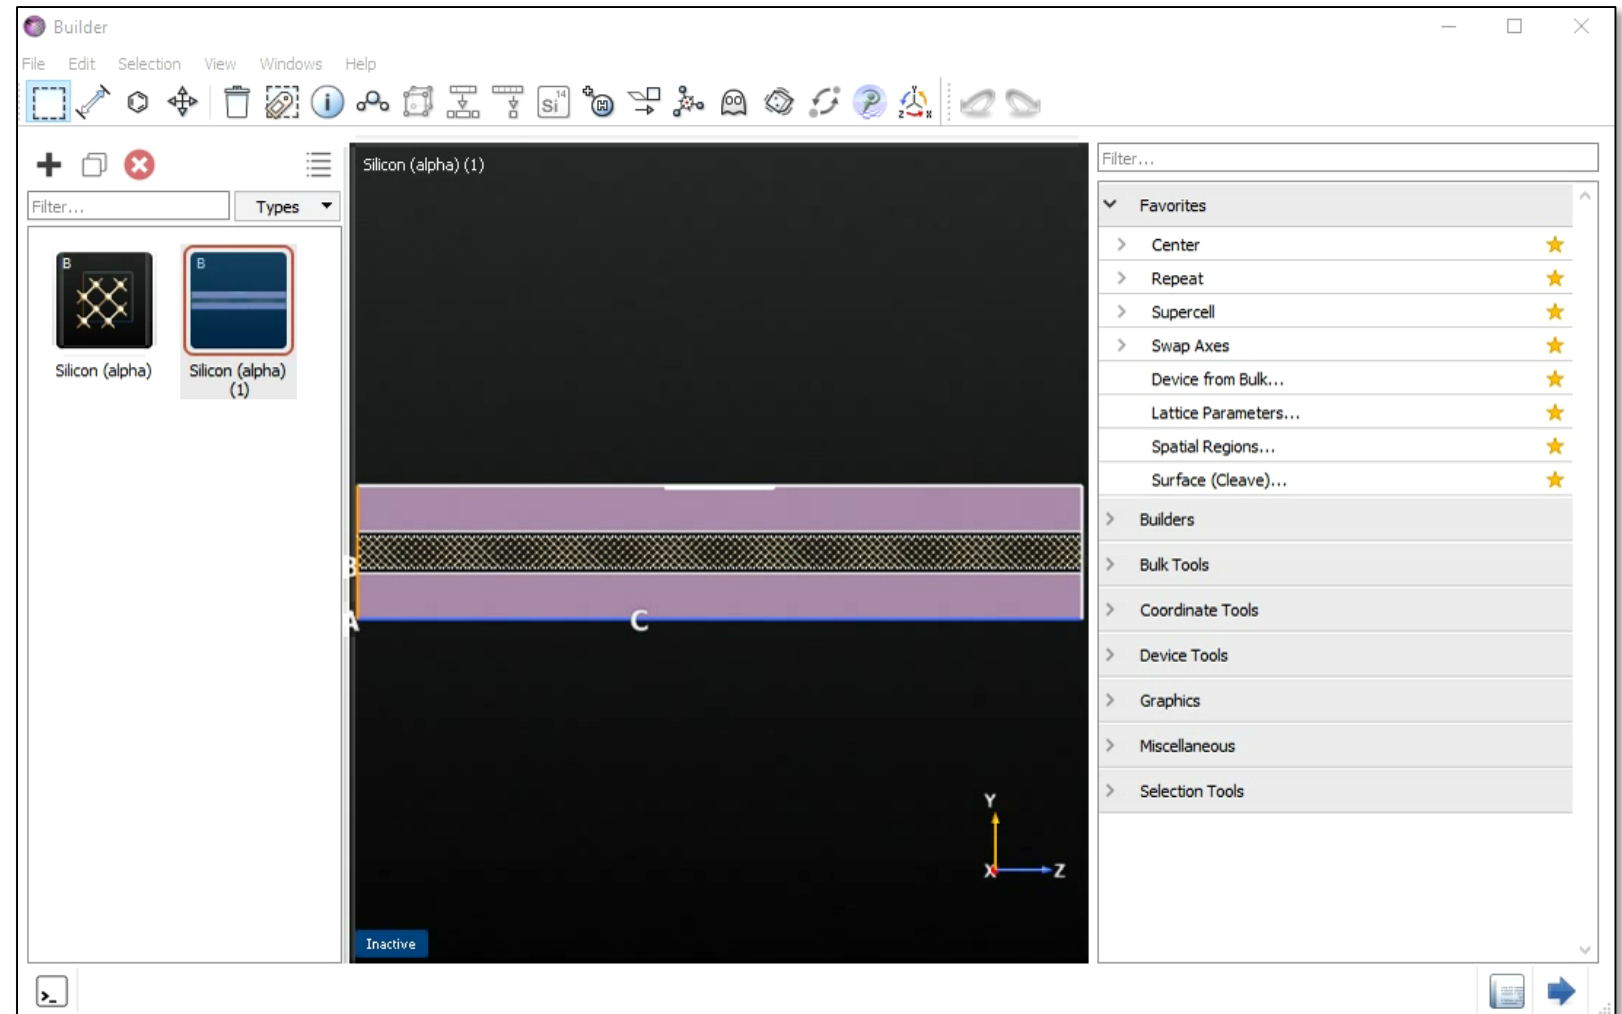 Builder
File Edit Selection View Windows Help
Si 14
H
Filter...
Types
B
Silicon (alpha)
B
Silicon (alpha)
(1)
Silicon (alpha) (1)
B
A
C
Y
X
Z
Inactive
Filter...
Favorites
Center
Repeat
Supercell
Swap Axes
Device from Bulk...
Lattice Parameters...
Spatial Regions...
Surface (Cleave)...
Builders
Bulk Tools
Coordinate Tools
Device Tools
Graphics
Miscellaneous
Selection Tools